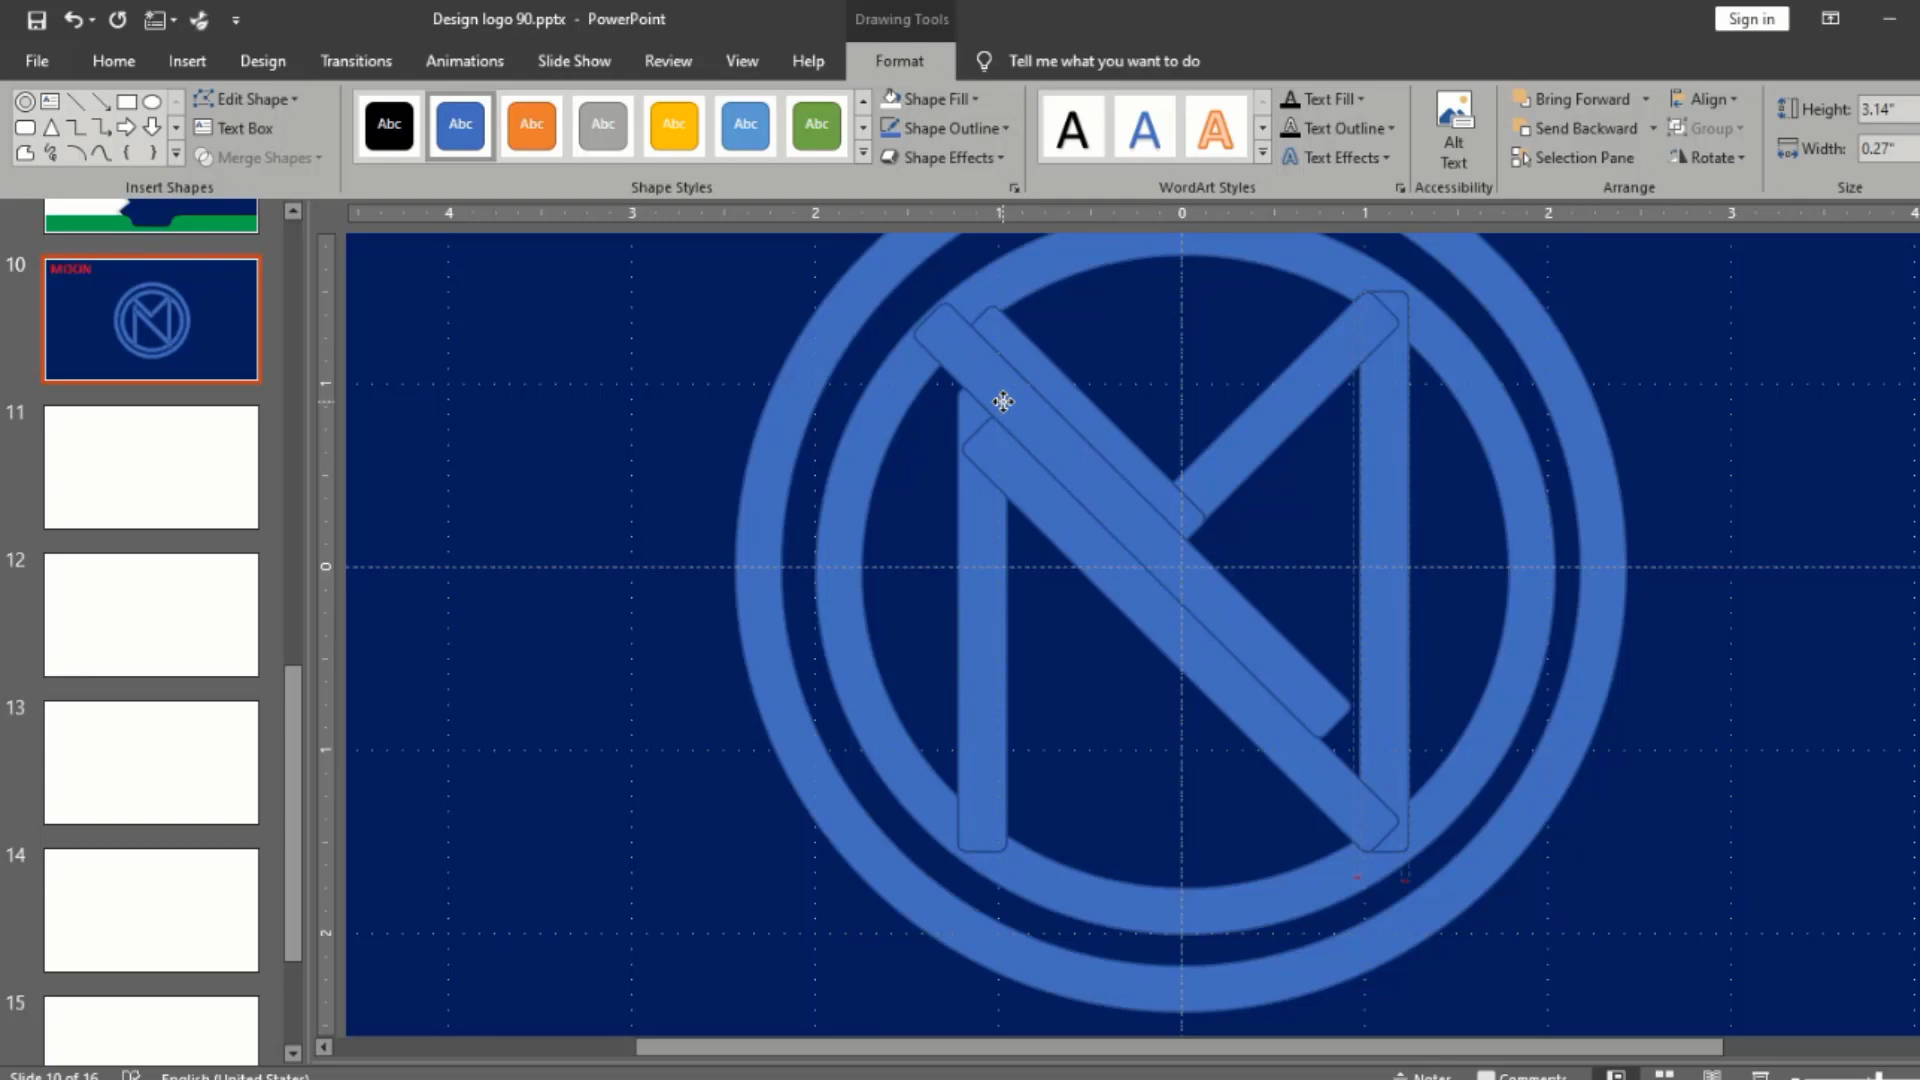 Design logo 90.pptx - PowerPoint
Drawing Tools
Sign in
File Home Insert Design Transitions Animations Slide Show Review View Help Format Tell me what you want to do
Edit Shape
Text Box
Merge Shapes
Insert Shapes
Abc Abc Abc Abc Abc Abc Abc
Shape Fill
Shape Outline
Shape Effects
Shape Styles
A A A
Text Fill
Text Outline
Text Effects
WordArt Styles
Alt
Text
Accessibility
Bring Forward
Send Backward
Selection Pane
Align
Group
Rotate
Arrange
Height: 3.14"
Width: 0.27"
Size
4 3 2 1 0 1 2 3 4
1
0
1
2
10
MOON
11
12
13
14
15
Slide 10 of 16 English (United States) Notes Comments